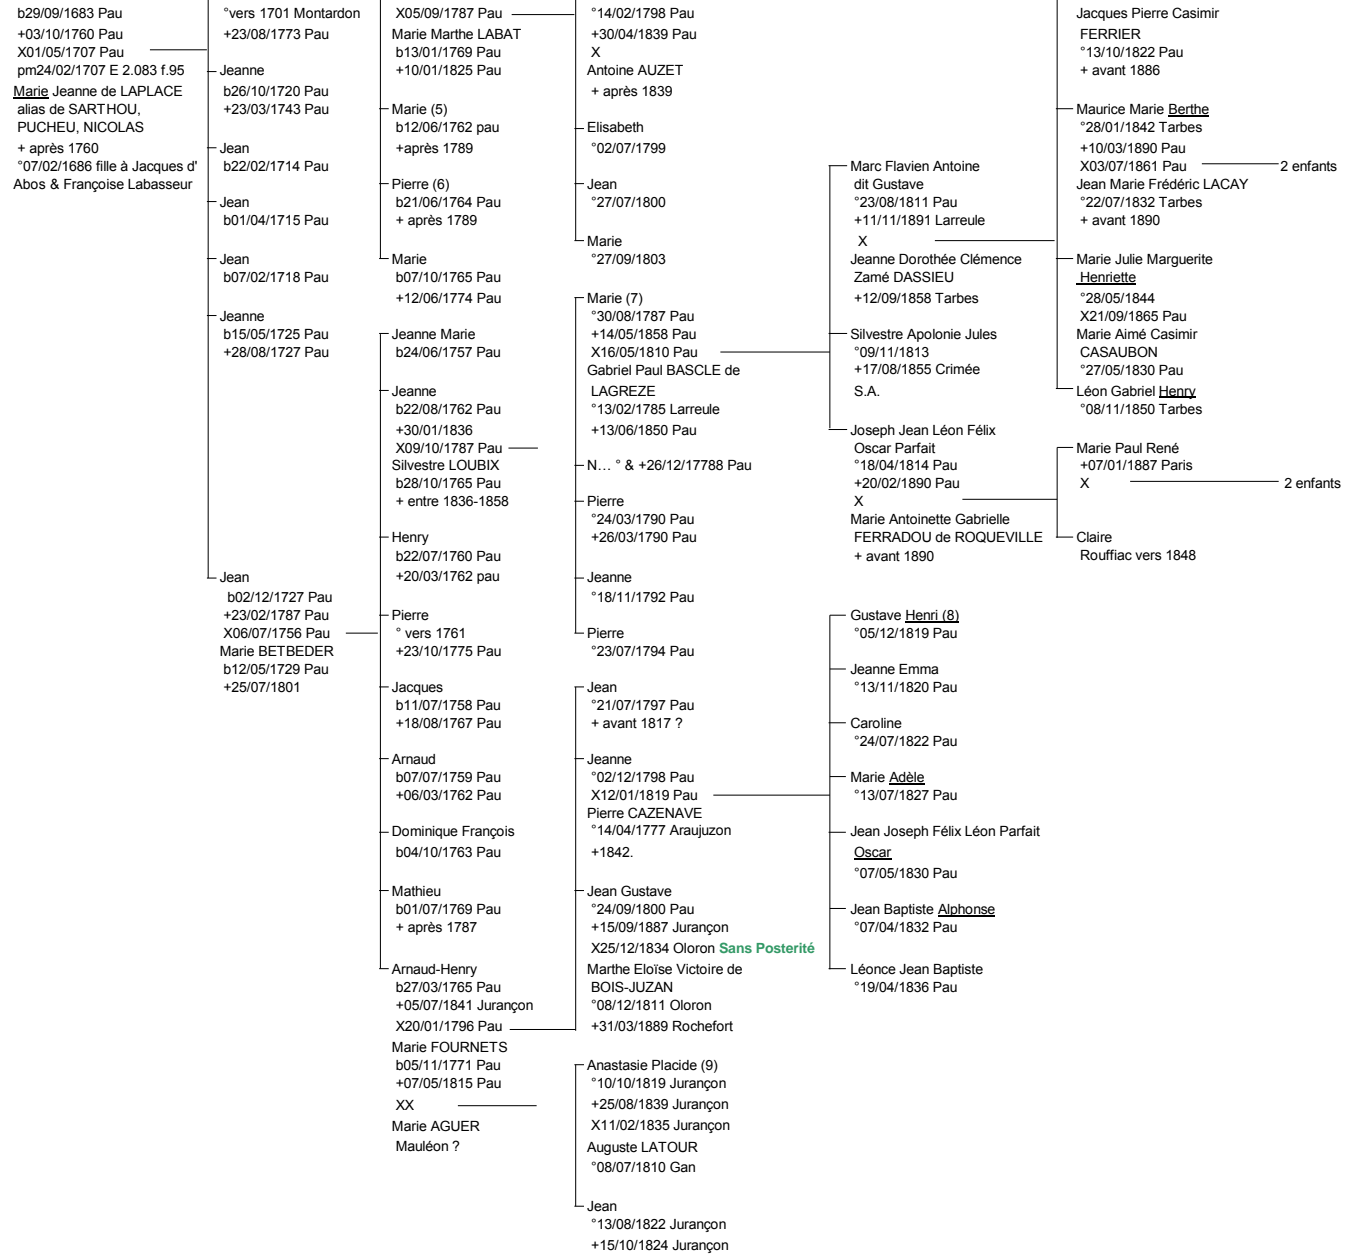 b29/09/1683 Pau
+03/10/1760 Pau
X01/05/1707 Pau
pm24/02/1707 E 2.083 f.95
Marie Jeanne de LAPLACE
alias de SARTHOU,
PUCHEU, NICOLAS
+ après 1760
°07/02/1686 fille à Jacques d'
Abos & Françoise Labasseur
°vers 1701 Montardon
+23/08/1773 Pau
Jeanne
b26/10/1720 Pau
+23/03/1743 Pau
Jean
b22/02/1714 Pau
Jean
b01/04/1715 Pau
Jean
b07/02/1718 Pau
Jeanne
b15/05/1725 Pau
+28/08/1727 Pau
Jean
b02/12/1727 Pau
+23/02/1787 Pau
X06/07/1756 Pau
Marie BETBEDER
b12/05/1729 Pau
+25/07/1801
X05/09/1787 Pau
Marie Marthe LABAT
b13/01/1769 Pau
+10/01/1825 Pau
Marie (5)
b12/06/1762 pau
+après 1789
Pierre (6)
b21/06/1764 Pau
+ après 1789
Marie
b07/10/1765 Pau
+12/06/1774 Pau
Jeanne Marie
b24/06/1757 Pau
Jeanne
b22/08/1762 Pau
+30/01/1836
X09/10/1787 Pau
Silvestre LOUBIX
b28/10/1765 Pau
+ entre 1836-1858
Henry
b22/07/1760 Pau
+20/03/1762 pau
Pierre
° vers 1761
+23/10/1775 Pau
Jacques
b11/07/1758 Pau
+18/08/1767 Pau
Arnaud
b07/07/1759 Pau
+06/03/1762 Pau
Dominique François
b04/10/1763 Pau
Mathieu
b01/07/1769 Pau
+ après 1787
Arnaud-Henry
b27/03/1765 Pau
+05/07/1841 Jurançon
X20/01/1796 Pau
Marie FOURNETS
b05/11/1771 Pau
+07/05/1815 Pau
XX
Marie AGUER
Mauléon ?
°14/02/1798 Pau
+30/04/1839 Pau
X
Antoine AUZET
+ après 1839
Elisabeth
°02/07/1799
Jean
°27/07/1800
Marie
°27/09/1803
Marie (7)
°30/08/1787 Pau
+14/05/1858 Pau
X16/05/1810 Pau
Gabriel Paul BASCLE de
LAGREZE
°13/02/1785 Larreule
+13/06/1850 Pau
N... ° & +26/12/17788 Pau
Pierre
°24/03/1790 Pau
+26/03/1790 Pau
Jeanne
°18/11/1792 Pau
Pierre
°23/07/1794 Pau
Jean
°21/07/1797 Pau
+ avant 1817 ?
Jeanne
°02/12/1798 Pau
X12/01/1819 Pau
Pierre CAZENAVE
°14/04/1777 Araujuzon
+1842.
Jean Gustave
°24/09/1800 Pau
+15/09/1887 Jurançon
X25/12/1834 Oloron Sans Posterité
Marthe Eloïse Victoire de
BOIS-JUZAN
°08/12/1811 Oloron
+31/03/1889 Rochefort
Anastasie Placide (9)
°10/10/1819 Jurançon
+25/08/1839 Jurançon
X11/02/1835 Jurançon
Auguste LATOUR
°08/07/1810 Gan
Jean
°13/08/1822 Jurançon
+15/10/1824 Jurançon
Marc Flavien Antoine
dit Gustave
°23/08/1811 Pau
+11/11/1891 Larreule
X
Jeanne Dorothée Clémence
Zamé DASSIEU
+12/09/1858 Tarbes
Silvestre Apolonie Jules
°09/11/1813
+17/08/1855 Crimée
S.A.
Joseph Jean Léon Félix
Oscar Parfait
°18/04/1814 Pau
+20/02/1890 Pau
X
Marie Antoinette Gabrielle
FERRADOU de ROQUEVILLE
+ avant 1890
Gustave Henri (8)
°05/12/1819 Pau
Jeanne Emma
°13/11/1820 Pau
Caroline
°24/07/1822 Pau
Marie Adèle
°13/07/1827 Pau
Jean Joseph Félix Léon Parfait
Oscar
°07/05/1830 Pau
Jean Baptiste Alphonse
°07/04/1832 Pau
Léonce Jean Baptiste
°19/04/1836 Pau
Jacques Pierre Casimir
FERRIER
°13/10/1822 Pau
+ avant 1886
Maurice Marie Berthe
°28/01/1842 Tarbes
+10/03/1890 Pau
X03/07/1861 Pau
2 enfants
Jean Marie Frédéric LACAY
°22/07/1832 Tarbes
+ avant 1890
Marie Julie Marguerite
Henriette
°28/05/1844
X21/09/1865 Pau
Marie Aimé Casimir
CASAUBON
°27/05/1830 Pau
Léon Gabriel Henry
°08/11/1850 Tarbes
Marie Paul René
+07/01/1887 Paris
X
2 enfants
Claire
Rouffiac vers 1848